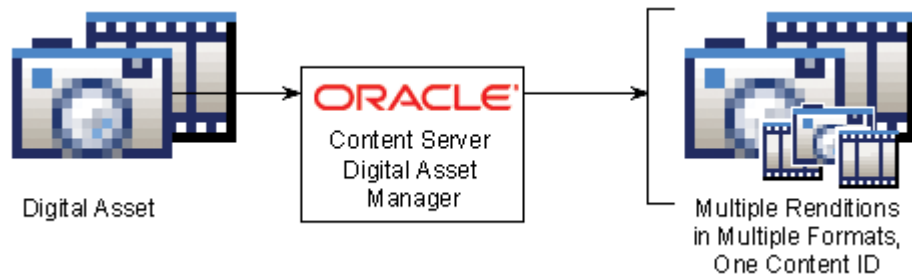 Digital Asset
ORACLE'
Content Server
Digital Asset
Manager
Multiple Renditions
in Multiple Formats,
One Content ID